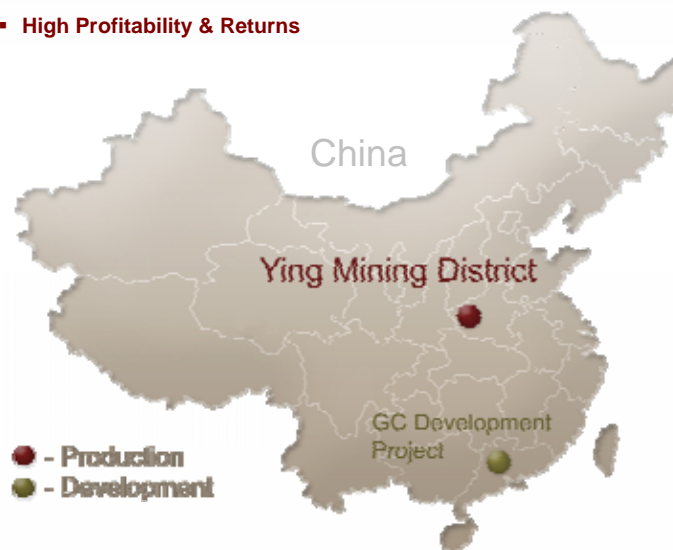 ▪ High Profitability & Returns
China
Ying Mining District
GC Development
Project
- Production
- Development